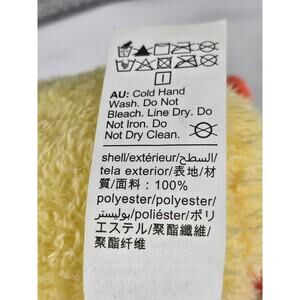 AU: Cold Hand
Wash. Do Not
Bleach. Line Dry. Do
Not Iron. Do
Not Dry Clean.
shell/extérieur/السطح/
tela exterior/表地/材
質/面料 : 100%
polyester/polyester/
بوليستر/poliéster/ポリ
エステル/聚酯纖維/
聚酯纤维